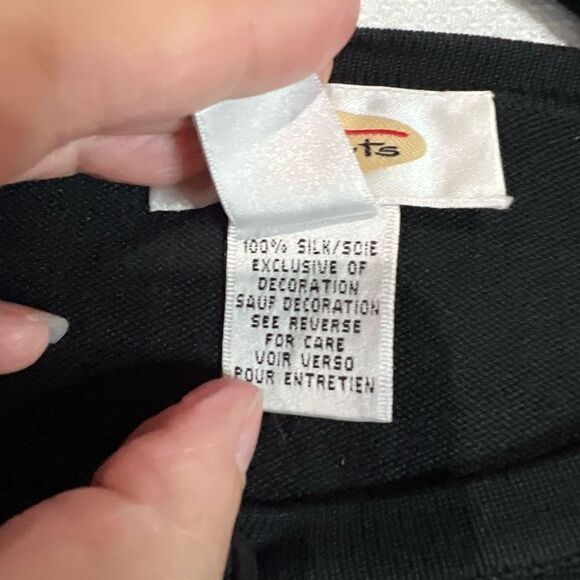 100% SILK/SOIE
EXCLUSIVE OF
DECORATION
SAUF DECORATION
SEE REVERSE
FOR CARE
VOIR VERSO
POUR ENTRETIEN